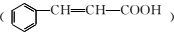 ( CH=CH—COOH )